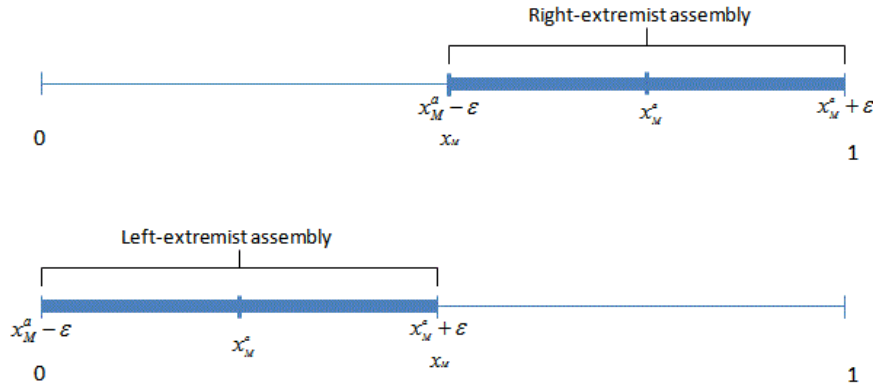 Right-extremist assembly
x_M^a − ε x_M^a x_M^a + ε
0 x_M 1
Left-extremist assembly
x_M^a − ε x_M^a x_M^a + ε
0 x_M 1